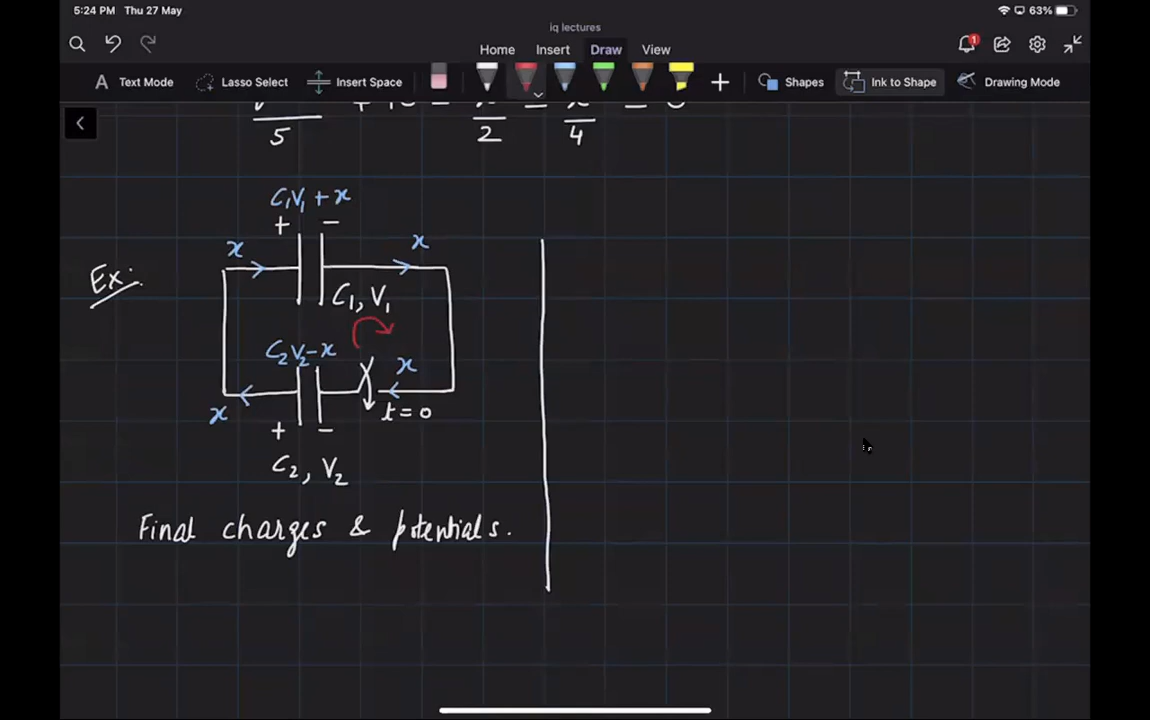 5:24 PM Thu 27 May
63%
iq lectures
Home Insert Draw View
1
A Text Mode
Lasso Select
Insert Space
Shapes
Ink to Shape
Drawing Mode
5
2
4
C₁V₁ + x
+ −
x
x
Ex:
C₁, V₁
C₂V₂ − x
x
x
t = 0
+ −
C₂, V₂
Final charges & potentials.